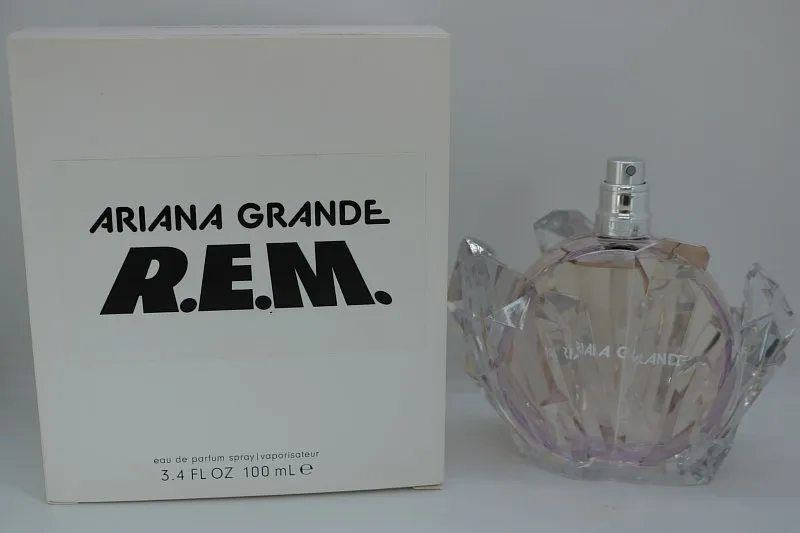 ARIANA GRANDE
R.E.M.
eau de parfum spray|vaporisateur
3.4 FL OZ 100 mL ℮
ARIANA GRANDE